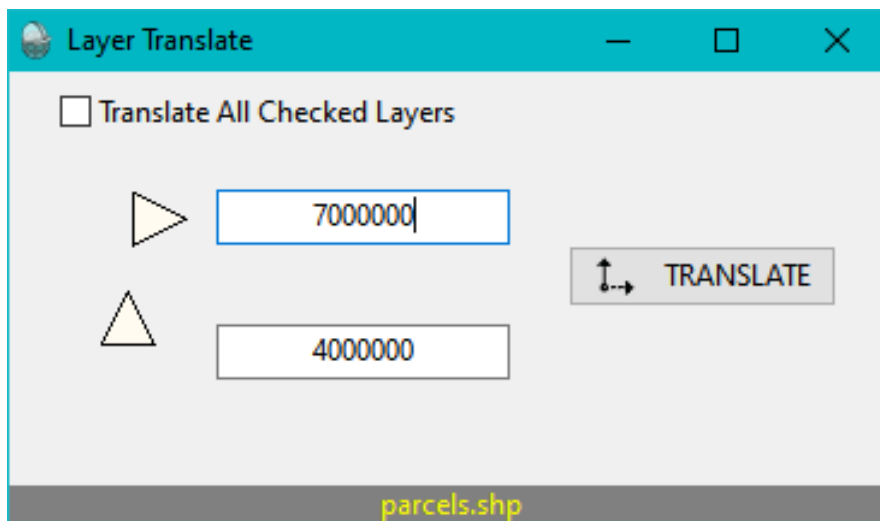 Layer Translate
Translate All Checked Layers
7000000
TRANSLATE
4000000
parcels.shp